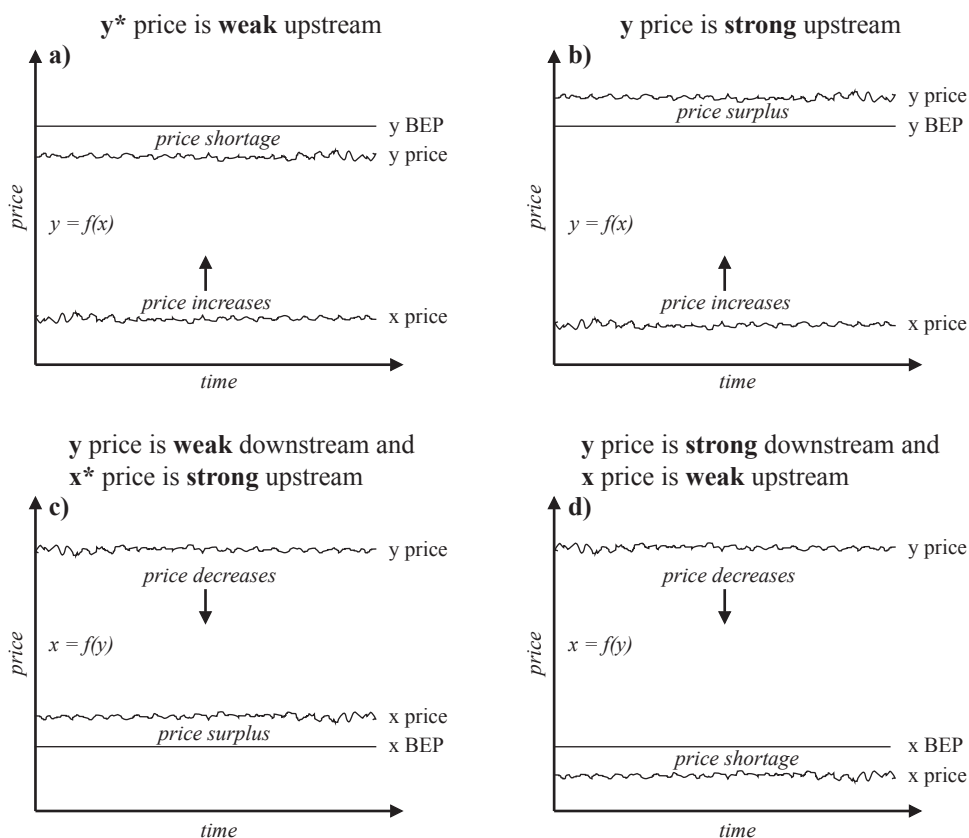 y* price is weak upstream
a)
y BEP
price shortage
y price
price
y = f(x)
price increases
x price
time
y price is strong upstream
b)
y price
price surplus
y BEP
price
y = f(x)
price increases
x price
time
y price is weak downstream and
x* price is strong upstream
c)
y price
price decreases
price
x = f(y)
x price
price surplus
x BEP
time
y price is strong downstream and
x price is weak upstream
d)
y price
price decreases
price
x = f(y)
x BEP
price shortage
x price
time